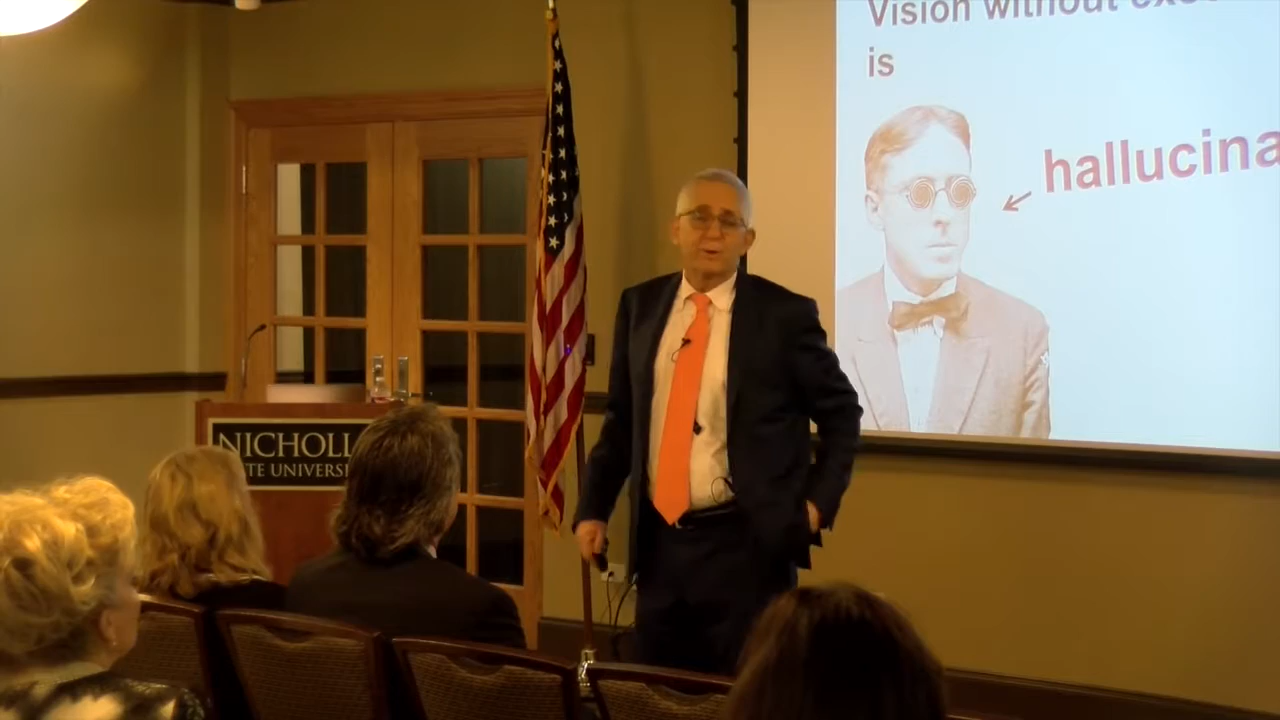 Vision without
is
hallucina
NICHOLL
TE UNIVERSI